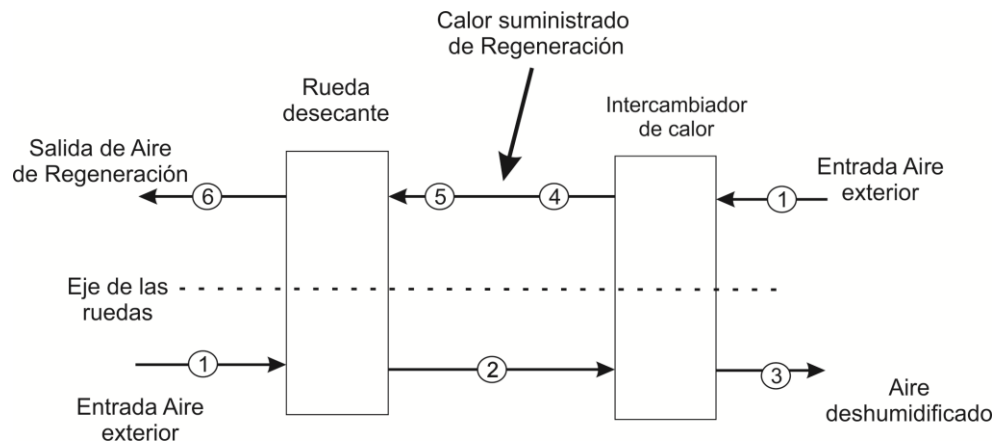 Calor suministrado
de Regeneración
Rueda
desecante
Intercambiador
de calor
Salida de Aire
de Regeneración
Entrada Aire
exterior
6
5
4
1
Eje de las
ruedas
1
2
3
Entrada Aire
exterior
Aire
deshumidificado